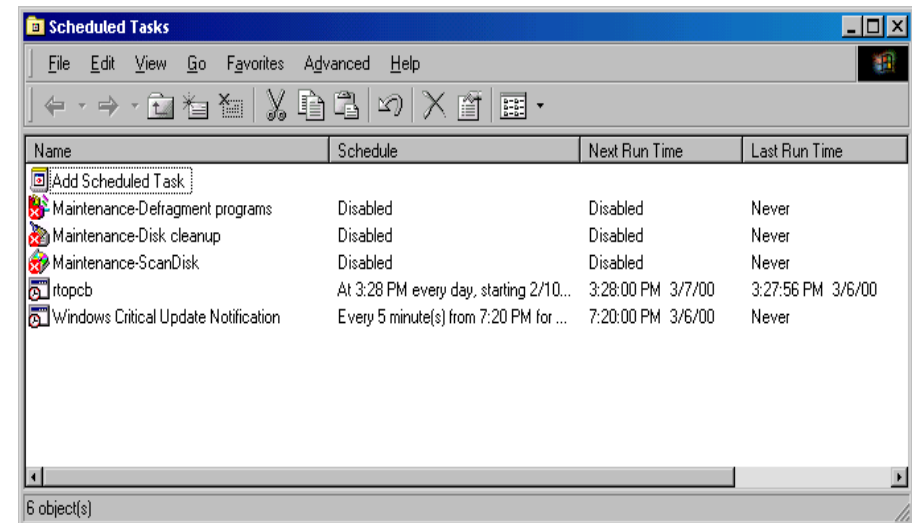 Scheduled Tasks
File Edit View Go Favorites Advanced Help
Name Schedule Next Run Time Last Run Time
Add Scheduled Task
Maintenance-Defragment programs Disabled Disabled Never
Maintenance-Disk cleanup Disabled Disabled Never
Maintenance-ScanDisk Disabled Disabled Never
rtopcb At 3:28 PM every day, starting 2/10... 3:28:00 PM 3/7/00 3:27:56 PM 3/6/00
Windows Critical Update Notification Every 5 minute(s) from 7:20 PM for ... 7:20:00 PM 3/6/00 Never
6 object(s)